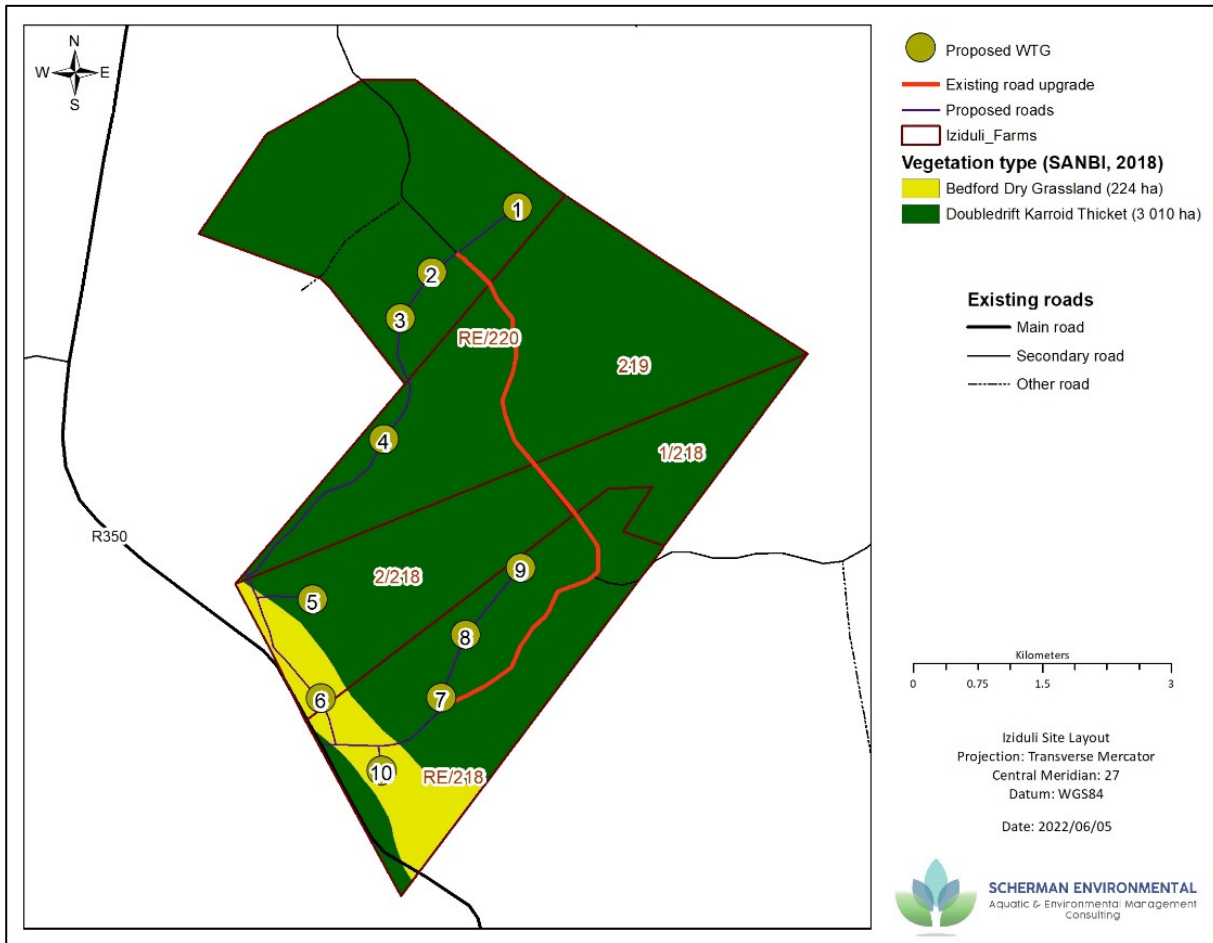 N
W E
S
R350
1
2
3
RE/220
219
4
1/218
9
2/218
5
8
6
7
10
RE/218
Proposed WTG
Existing road upgrade
Proposed roads
Iziduli_Farms
Vegetation type (SANBI, 2018)
Bedford Dry Grassland (224 ha)
Doubledrift Karroid Thicket (3 010 ha)
Existing roads
Main road
Secondary road
Other road
Kilometers
0 0.75 1.5 3
Iziduli Site Layout
Projection: Transverse Mercator
Central Meridian: 27
Datum: WGS84
Date: 2022/06/05
SCHERMAN ENVIRONMENTAL
Aquatic & Environmental Management
Consulting